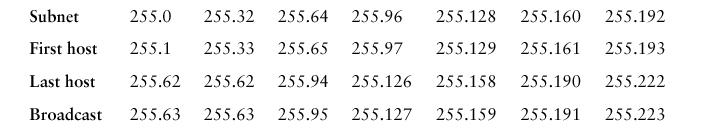 Subnet 255.0 255.32 255.64 255.96 255.128 255.160 255.192
First host 255.1 255.33 255.65 255.97 255.129 255.161 255.193
Last host 255.62 255.62 255.94 255.126 255.158 255.190 255.222
Broadcast 255.63 255.63 255.95 255.127 255.159 255.191 255.223